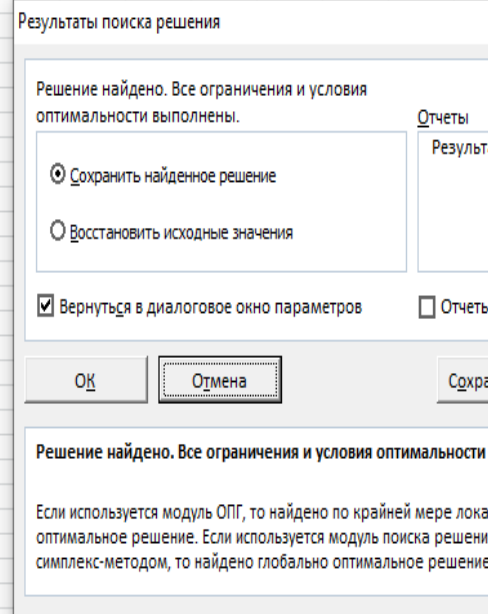 Результаты поиска решения
Решение найдено. Все ограничения и условия
оптимальности выполнены.
Отчеты
Сохранить найденное решение
Восстановить исходные значения
Вернуться в диалоговое окно параметров
Отчеты
ОК
Отмена
Решение найдено. Все ограничения и условия оптимальности
Если используется модуль ОПГ, то найдено по крайней мере
оптимальное решение. Если используется модуль поиска
симплекс-методом, то найдено глобально оптимальное решение